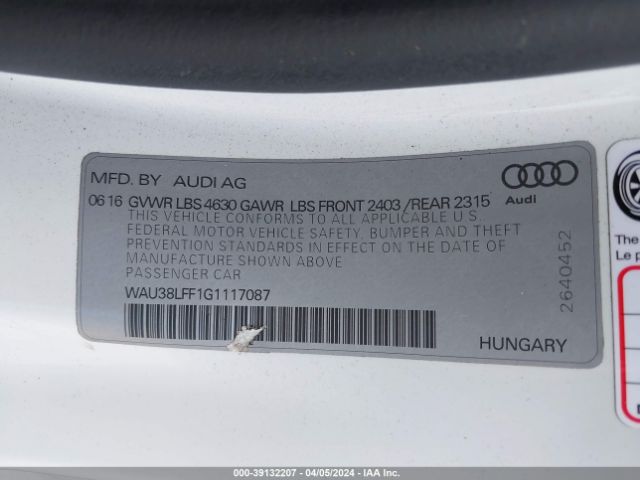 MFD. BY AUDI AG
Audi
06 16 GVWR LBS 4630 GAWR LBS FRONT 2403 /REAR 2315
THIS VEHICLE CONFORMS TO ALL APPLICABLE U S.
FEDERAL MOTOR VEHICLE SAFETY, BUMPER AND THEFT
PREVENTION STANDARDS IN EFFECT ON THE DATE OF
MANUFACTURE SHOWN ABOVE
PASSENGER CAR
WAU38LFF1G1117087
2640452
HUNGARY
The
Le p
000-39132207 - 04/05/2024 - IAA Inc.